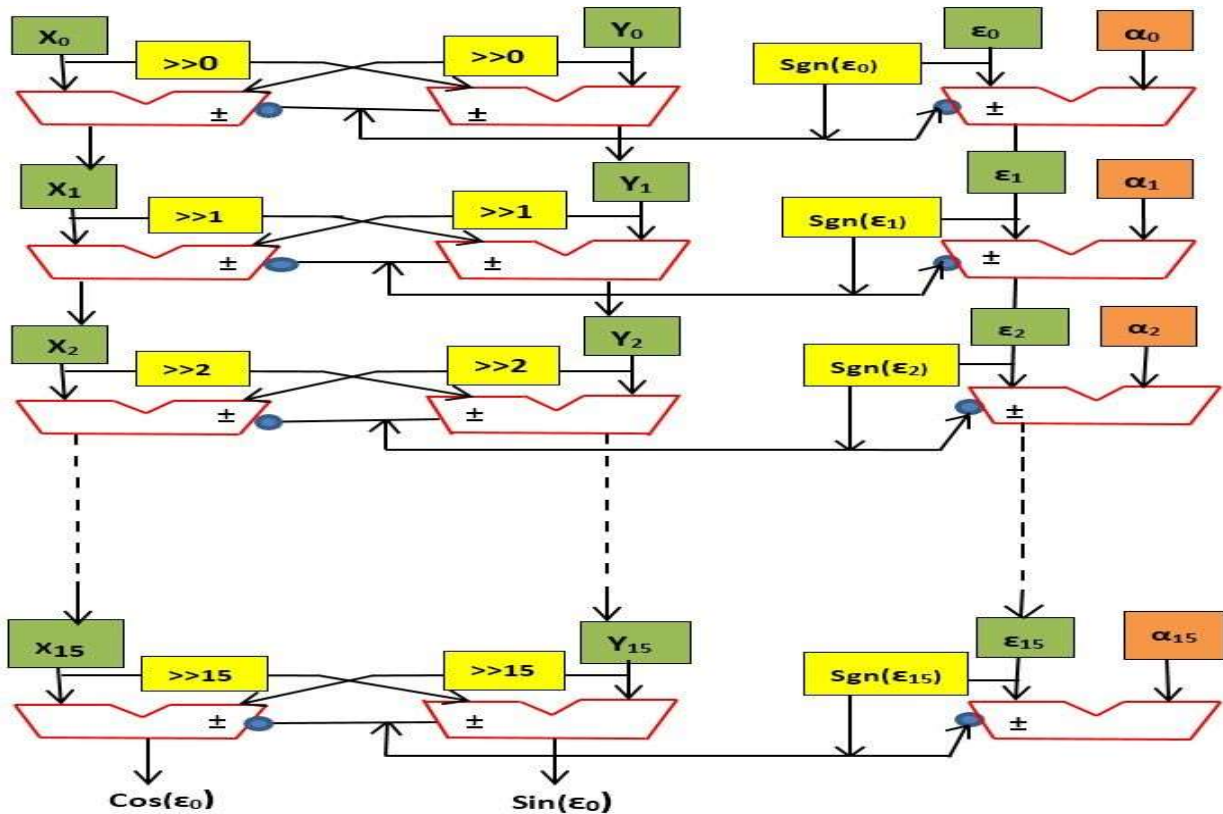 X₀ Y₀ ε₀ α₀
>>0 >>0 Sgn(ε₀)
± ± ±
X₁ Y₁ ε₁ α₁
>>1 >>1 Sgn(ε₁)
± ± ±
X₂ Y₂ ε₂ α₂
>>2 >>2 Sgn(ε₂)
± ± ±
X₁₅ Y₁₅ ε₁₅ α₁₅
>>15 >>15 Sgn(ε₁₅)
± ± ±
Cos(ε₀) Sin(ε₀)